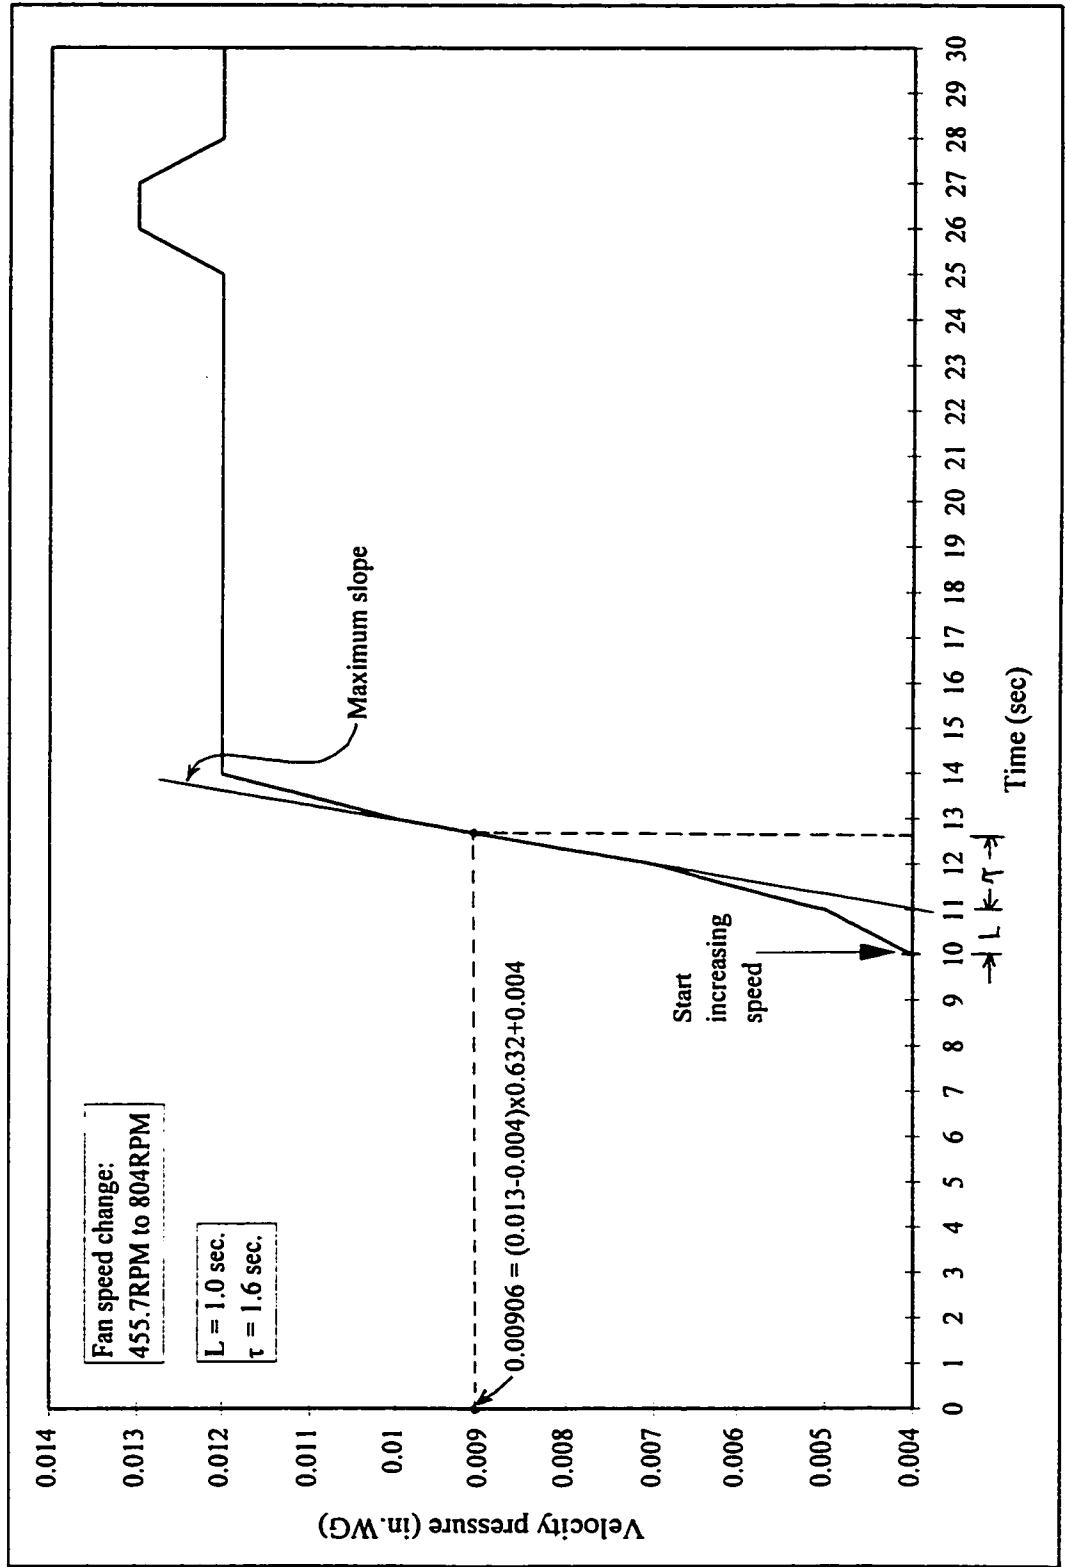 Fan speed change:
455.7RPM to 804RPM
L = 1.0 sec.
τ = 1.6 sec.
Maximum slope
0.00906 = (0.013-0.004)x0.632+0.004
Start
increasing
speed
Velocity pressure (in.WG)
0.014
0.013
0.012
0.011
0.01
0.009
0.008
0.007
0.006
0.005
0.004
0 1 2 3 4 5 6 7 8 9 10 11 12 13 14 15 16 17 18 19 20 21 22 23 24 25 26 27 28 29 30
L τ
Time (sec)